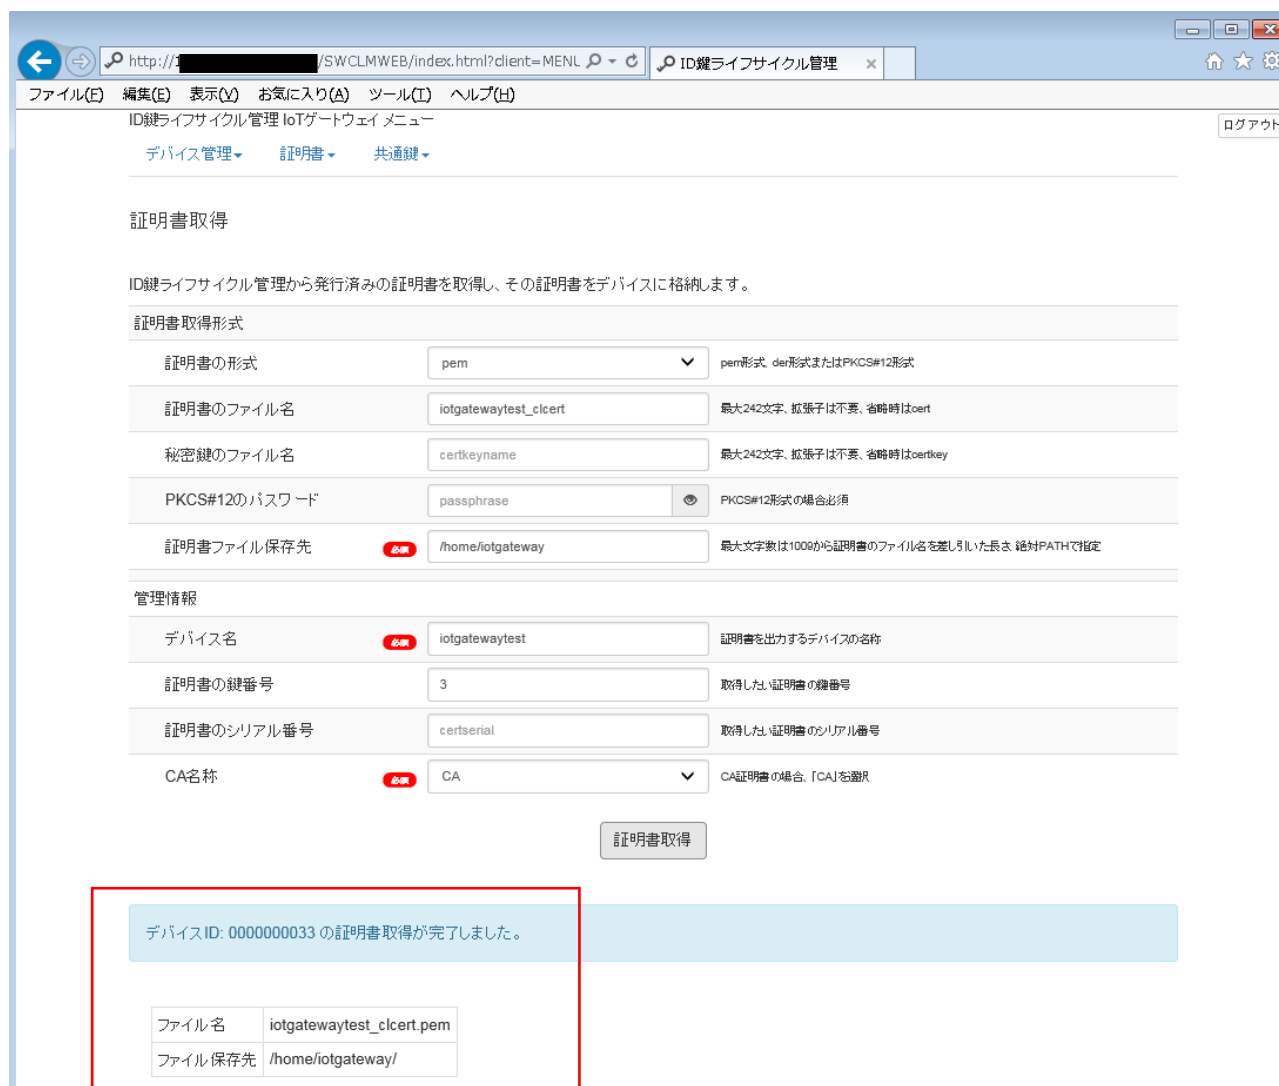 http://1 /SWCLMWEB/index.html?client=MENU
ID鍵ライフサイクル管理
ファイル(F) 編集(E) 表示(V) お気に入り(A) ツール(T) ヘルプ(H)
ID鍵ライフサイクル管理 IoTゲートウェイ メニュー
ログアウト
デバイス管理 証明書 共通鍵
証明書取得
ID鍵ライフサイクル管理から発行済みの証明書を取得し、その証明書をデバイスに格納します。
証明書取得形式
証明書の形式 pem pem形式、der形式またはPKCS#12形式
証明書のファイル名 iotgatewaytest_clcert 最大242文字、拡張子は不要、省略時はcert
秘密鍵のファイル名 certkeyname 最大242文字、拡張子は不要、省略時はcertkey
PKCS#12のパスワード passphrase PKCS#12形式の場合必須
証明書ファイル保存先 必須 /home/iotgateway 最大文字数は1009から証明書のファイル名を差し引いた長さ 絶対PATHで指定
管理情報
デバイス名 必須 iotgatewaytest 証明書を出力するデバイスの名称
証明書の鍵番号 3 取得したい証明書の鍵番号
証明書のシリアル番号 certserial 取得したい証明書のシリアル番号
CA名称 必須 CA CA証明書の場合、「CA」を選択
証明書取得
デバイスID: 0000000033 の証明書取得が完了しました。
ファイル名 iotgatewaytest_clcert.pem
ファイル保存先 /home/iotgateway/